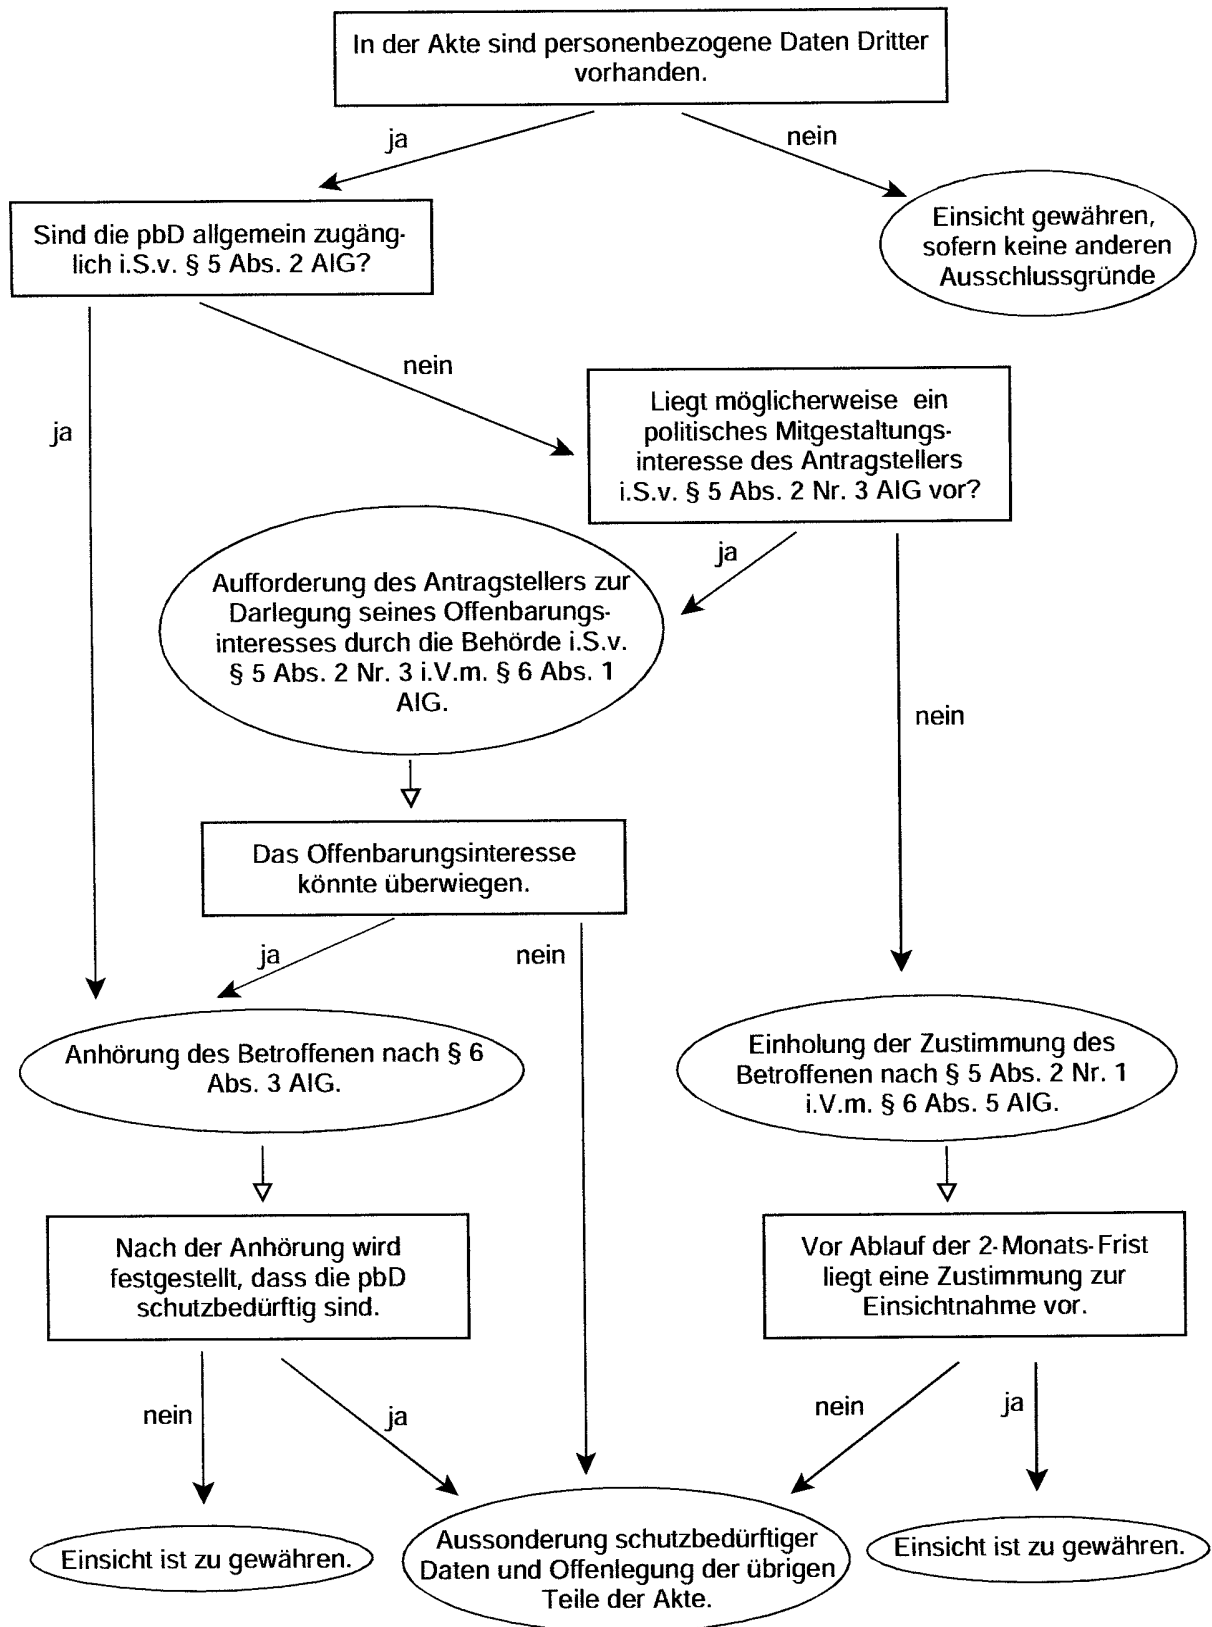 In der Akte sind personenbezogene Daten Dritter
vorhanden.
ja
nein
Sind die pbD allgemein zugäng-
lich i.S.v. § 5 Abs. 2 AIG?
Einsicht gewähren,
sofern keine anderen
Ausschlussgründe
nein
ja
Liegt möglicherweise ein
politisches Mitgestaltungs-
interesse des Antragstellers
i.S.v. § 5 Abs. 2 Nr. 3 AIG vor?
ja
nein
Aufforderung des Antragstellers zur
Darlegung seines Offenbarungs-
interesses durch die Behörde i.S.v.
§ 5 Abs. 2 Nr. 3 i.V.m. § 6 Abs. 1
AIG.
Das Offenbarungsinteresse
könnte überwiegen.
ja
nein
Anhörung des Betroffenen nach § 6
Abs. 3 AIG.
Einholung der Zustimmung des
Betroffenen nach § 5 Abs. 2 Nr. 1
i.V.m. § 6 Abs. 5 AIG.
Nach der Anhörung wird
festgestellt, dass die pbD
schutzbedürftig sind.
Vor Ablauf der 2-Monats-Frist
liegt eine Zustimmung zur
Einsichtnahme vor.
nein
ja
nein
ja
Einsicht ist zu gewähren.
Aussonderung schutzbedürftiger
Daten und Offenlegung der übrigen
Teile der Akte.
Einsicht ist zu gewähren.